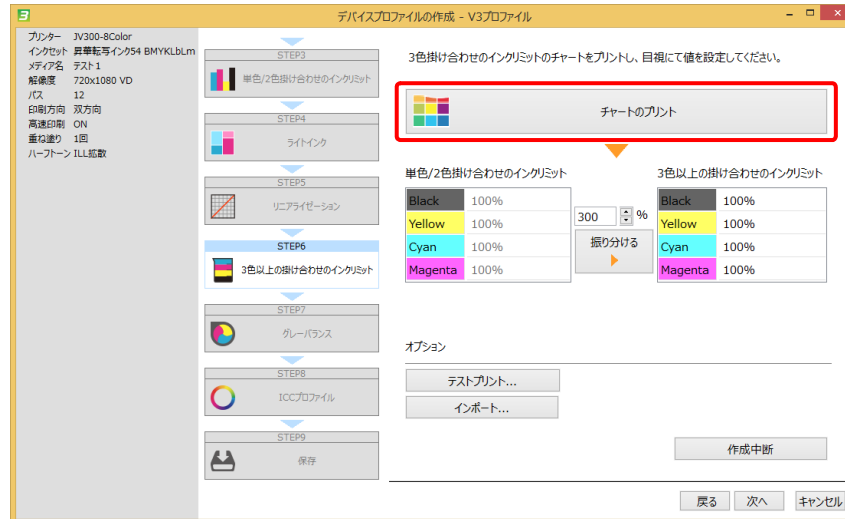 デバイスプロファイルの作成 - V3プロファイル
プリンター JV300-8Color
インクセット 昇華転写インク54 BMYKLbLm
メディア名 テスト1
解像度 720x1080 VD
パス 12
印刷方向 双方向
高速印刷 ON
重ね塗り 1回
ハーフトーン ILL拡散
STEP3
単色/2色掛け合わせのインクリミット
STEP4
ライトインク
STEP5
リニアライゼーション
STEP6
3色以上の掛け合わせのインクリミット
STEP7
グレーバランス
STEP8
ICCプロファイル
STEP9
保存
3色掛け合わせのインクリミットのチャートをプリントし、目視にて値を設定してください。
チャートのプリント
単色/2色掛け合わせのインクリミット
Black 100%
Yellow 100%
Cyan 100%
Magenta 100%
300 %
振り分ける
3色以上の掛け合わせのインクリミット
Black 100%
Yellow 100%
Cyan 100%
Magenta 100%
オプション
テストプリント...
インポート...
作成中断
戻る 次へ キャンセル